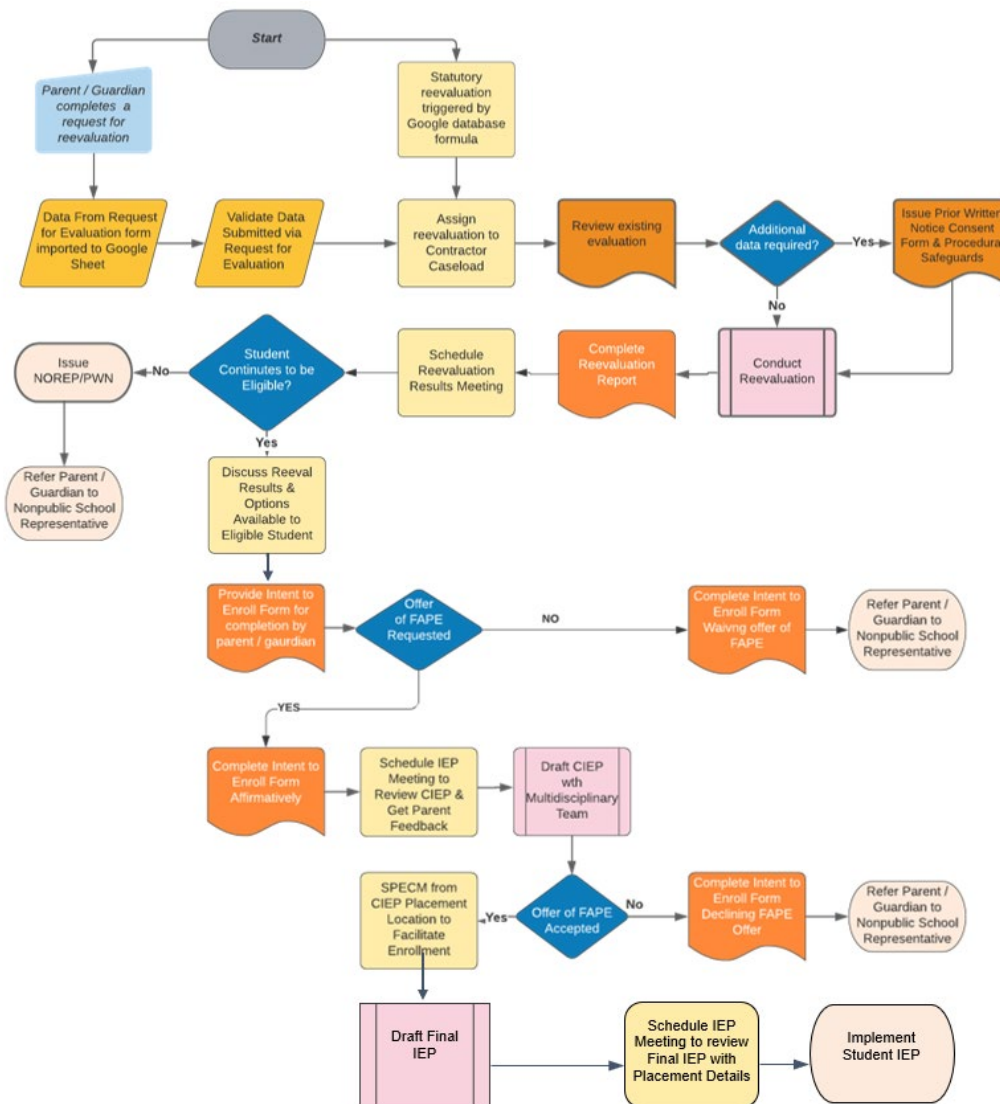 Start
Parent / Guardian
completes a
request for
reevaluation
Statutory
reevaluation
triggered by
Google database
formula
Data From Request
for Evaluation form
imported to Google
Sheet
Validate Data
Submitted via
Request for
Evaluation
Assign
reevaluation to
Contractor
Caseload
Review existing
evaluation
Additional
data required?
Yes
Issue Prior Written
Notice Consent
Form & Procedural
Safeguards
No
Issue
NOREP/PWN
No
Student
Continutes to be
Eligible?
Schedule
Reevaluation
Results Meeting
Complete
Reevaluation
Report
Conduct
Reevaluation
Yes
Refer Parent /
Guardian to
Nonpublic School
Representative
Discuss Reeval
Results &
Options
Available to
Eligible Student
Provide Intent to
Enroll Form for
completion by
parent / gaurdian
Offer
of FAPE
Requested
NO
Complete Intent to
Enroll Form
Waivng offer of
FAPE
Refer Parent /
Guardian to
Nonpublic School
Representative
YES
Complete Intent to
Enroll Form
Affirmatively
Schedule IEP
Meeting to
Review CIEP &
Get Parent
Feedback
Draft CIEP
wth
Multidisciplinary
Team
SPECM from
CIEP Placement
Location to
Facilitate
Enrollment
Yes
Offer of FAPE
Accepted
No
Complete Intent to
Enroll Form
Declining FAPE
Offer
Refer Parent /
Guardian to
Nonpublic School
Representative
Draft Final
IEP
Schedule IEP
Meeting to review
Final IEP with
Placement Details
Implement
Student IEP